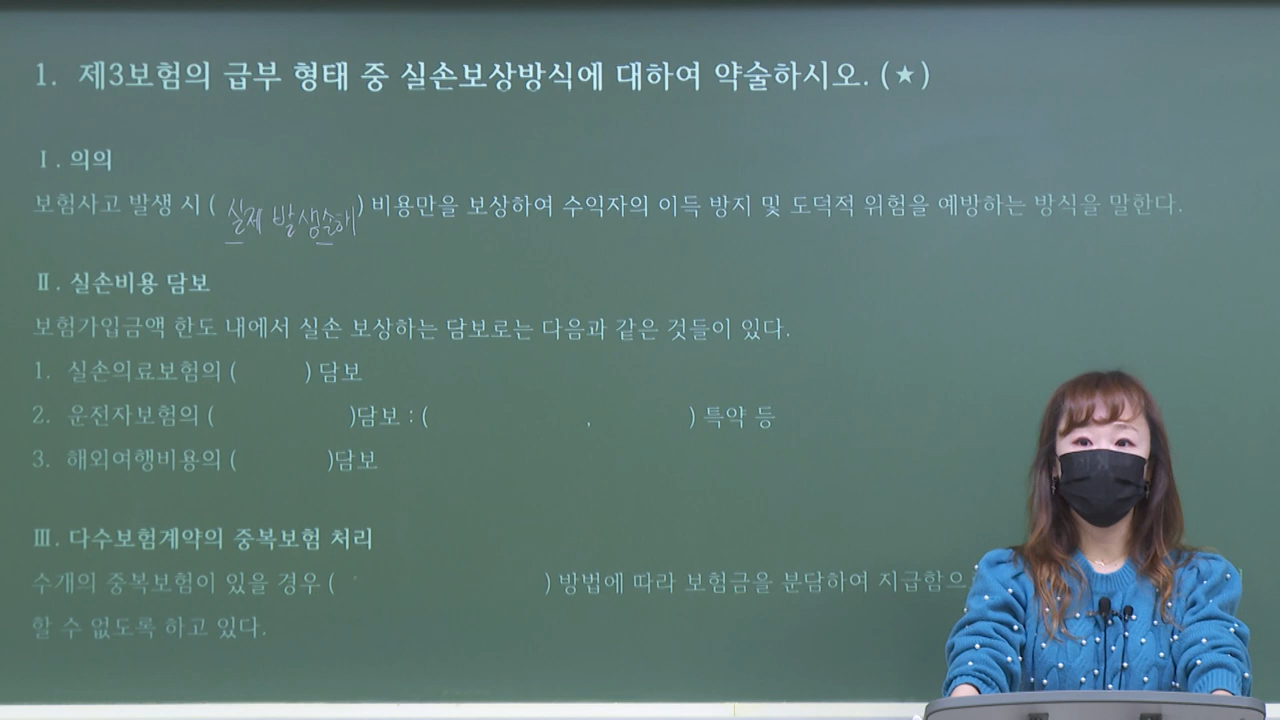 1. 제3보험의 급부 형태 중 실손보상방식에 대하여 약술하시오. (★)
Ⅰ. 의의
보험사고 발생 시 ( 실제 발생손해 ) 비용만을 보상하여 수익자의 이득 방지 및 도덕적 위험을 예방하는 방식을 말한다.
Ⅱ. 실손비용 담보
보험가입금액 한도 내에서 실손 보상하는 담보로는 다음과 같은 것들이 있다.
1. 실손의료보험의 ( ) 담보
2. 운전자보험의 ( )담보 : ( , ) 특약 등
3. 해외여행비용의 ( )담보
Ⅲ. 다수보험계약의 중복보험 처리
수개의 중복보험이 있을 경우 ( ) 방법에 따라 보험금을 분담하여 지급함으
할 수 없도록 하고 있다.